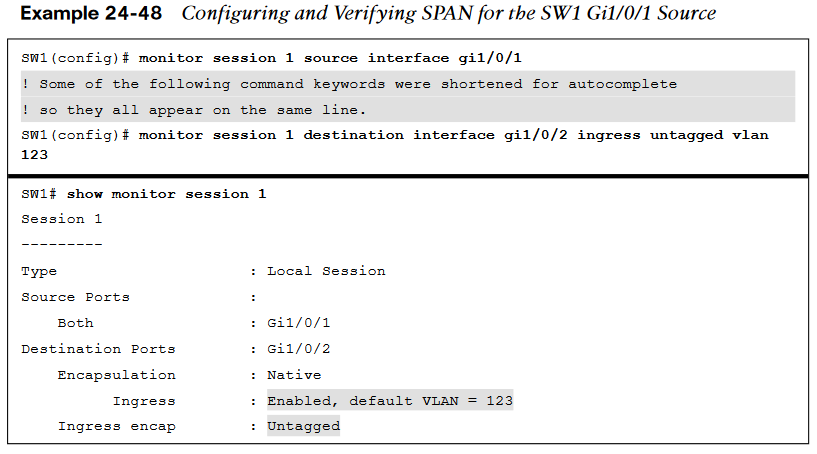 Example 24-48 Configuring and Verifying SPAN for the SW1 Gi1/0/1 Source
SW1(config)# monitor session 1 source interface gi1/0/1
! Some of the following command keywords were shortened for autocomplete
! so they all appear on the same line.
SW1(config)# monitor session 1 destination interface gi1/0/2 ingress untagged vlan
123
SW1# show monitor session 1
Session 1
---------
Type : Local Session
Source Ports :
Both : Gi1/0/1
Destination Ports : Gi1/0/2
Encapsulation : Native
Ingress : Enabled, default VLAN = 123
Ingress encap : Untagged